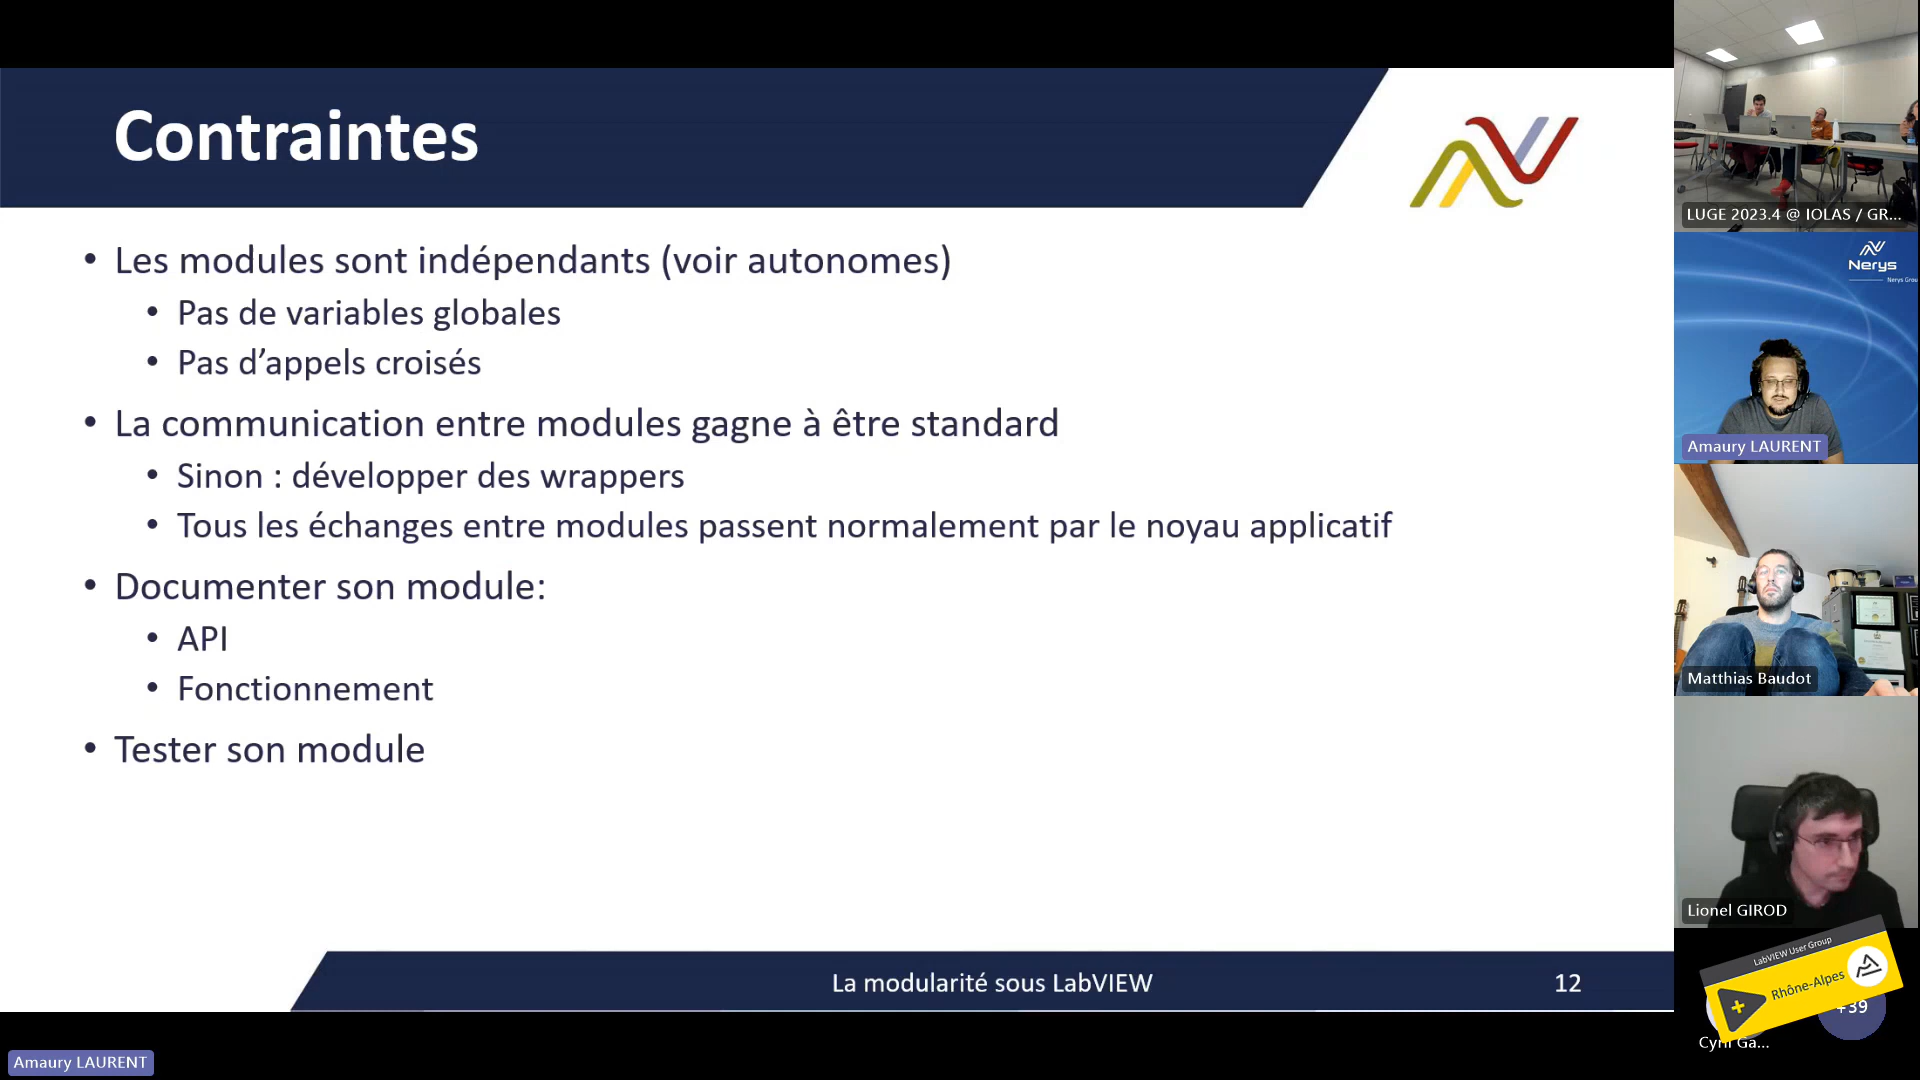 Contraintes
• Les modules sont indépendants (voir autonomes)
• Pas de variables globales
• Pas d’appels croisés
• La communication entre modules gagne à être standard
• Sinon : développer des wrappers
• Tous les échanges entre modules passent normalement par le noyau applicatif
• Documenter son module:
• API
• Fonctionnement
• Tester son module
La modularité sous LabVIEW
12
Amaury LAURENT
LUGE 2023.4 @ IOLAS / GR...
Nerys
Nerys Grou
Amaury LAURENT
Matthias Baudot
Lionel GIROD
LabVIEW User Group
Rhône-Alpes
+39
Cyril Ga...